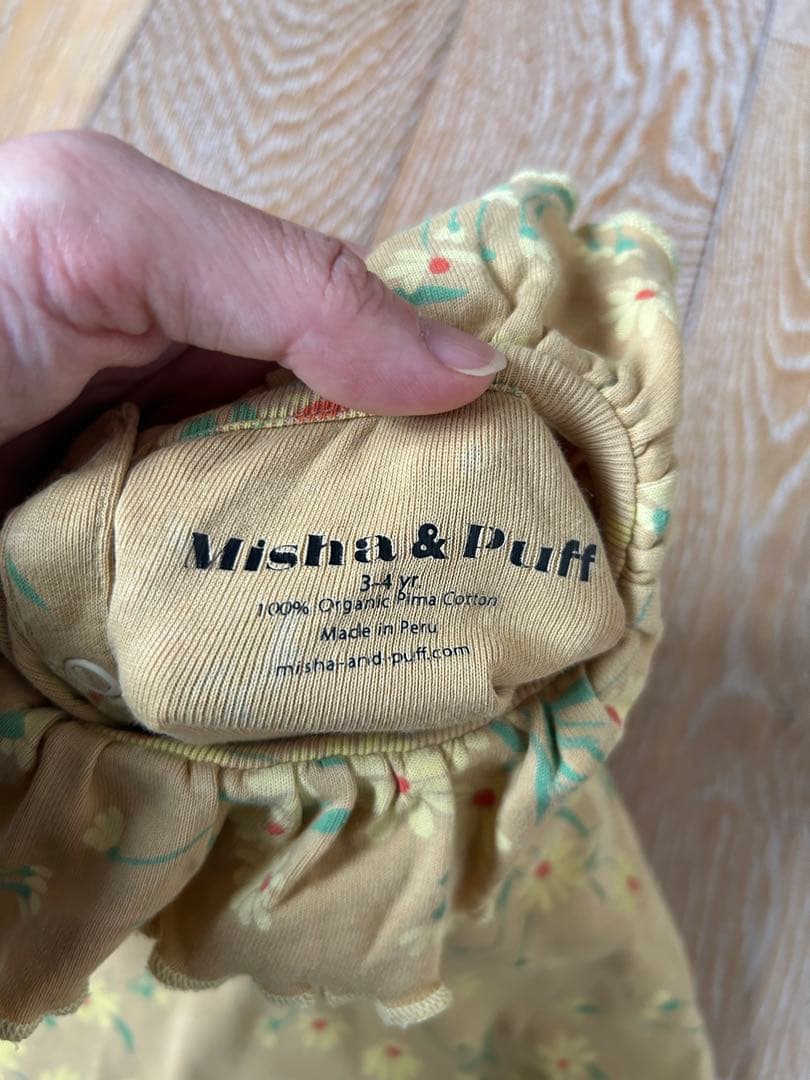 Misha & Puff
3-4 yr.
100% Organic Pima Cotton
Made in Peru
misha-and-puff.com